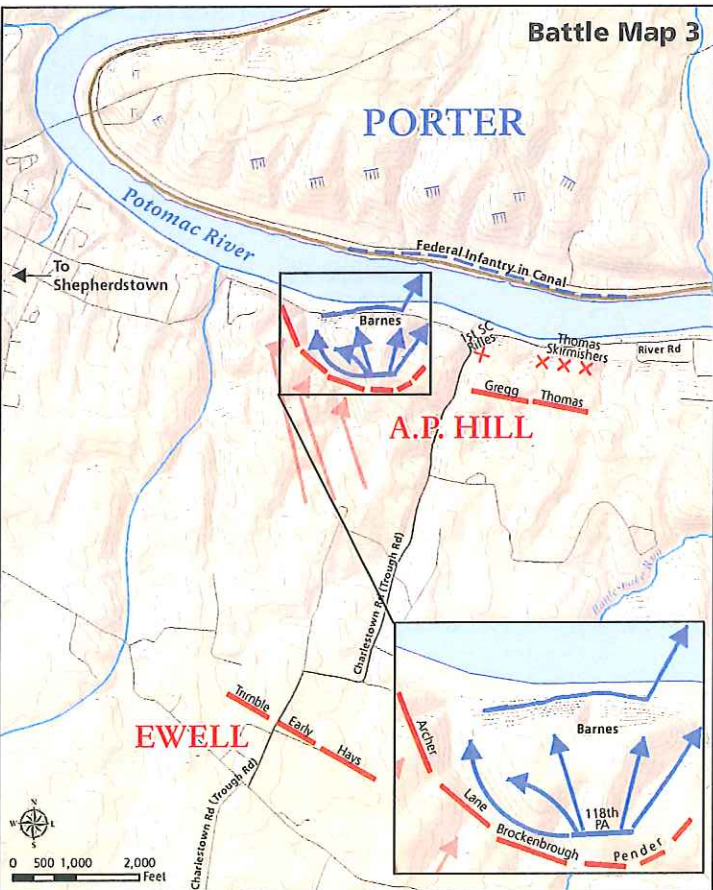 Battle Map 3
PORTER
Potomac River
Federal Infantry in Canal
To
Shepherdstown
Barnes
1st SC
Rifles
Thomas
Skirmishers
River Rd
Gregg
Thomas
A.P. HILL
Charlestown Rd (Trough Rd)
Trimble
Early
Hays
EWELL
Charlestown Rd (Trough Rd)
Barnes
Archer
Lane
Brockenbrough
118th
PA
Pender
N
W
S
0 500 1,000 2,000
Feet